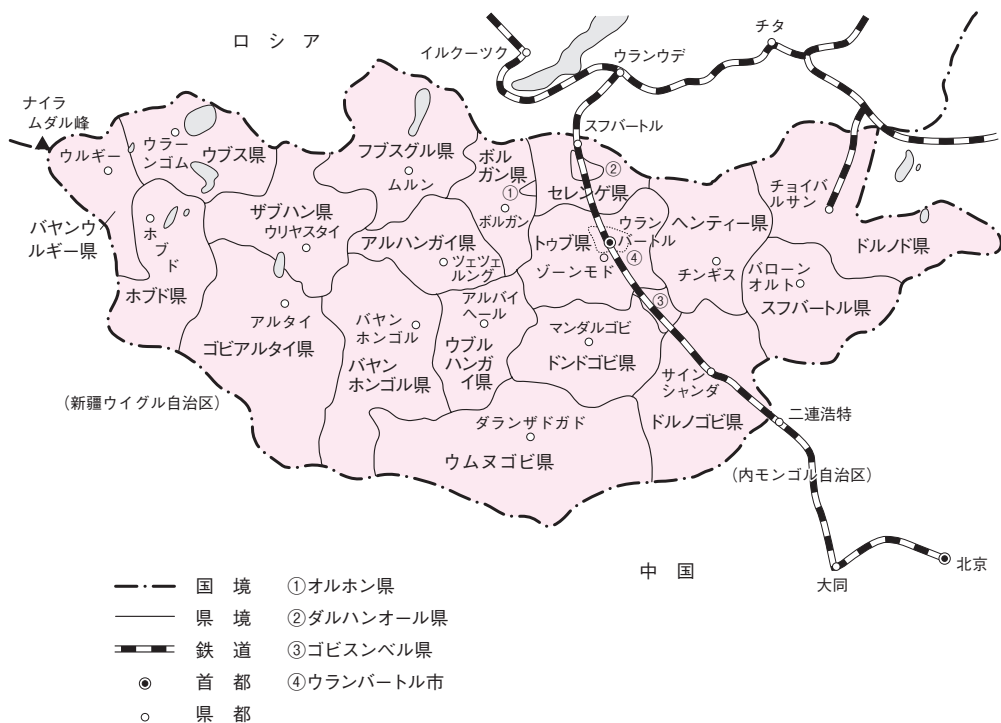 ロシア
イルクーツク
ウランウデ
チタ
ナイラ
ムダル峰
スフバートル
ウルギー
ウラー
ンゴム
ウブス県
フブスグル県
ムルン
ボル
ガン県
①
ボルガン
②
セレンゲ県
チョイバ
ルサン
バヤンウ
ルギー県
ホブド
ザブハン県
ウリヤスタイ
アルハンガイ県
ツェツェ
ルング
トゥブ県
ウラン
バートル
④
ゾーンモド
ヘンティー県
チンギス
ドルノド県
バローン
オルト
スフバートル県
ホブド県
アルタイ
ゴビアルタイ県
バヤン
ホンゴル
バヤン
ホンゴル県
アルバイ
ヘール
ウブル
ハンガ
イ県
マンダルゴビ
ドンドゴビ県
③
サイン
シャンダ
ドルノゴビ県
(新疆ウイグル自治区)
ダランザドガド
ウムヌゴビ県
二連浩特
(内モンゴル自治区)
中国
大同
北京
国境 ①オルホン県
県境 ②ダルハンオール県
鉄道 ③ゴビスンベル県
首都 ④ウランバートル市
県都